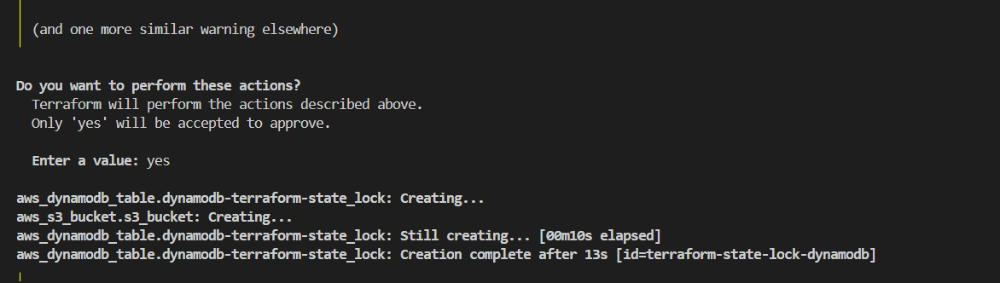 (and one more similar warning elsewhere)
Do you want to perform these actions?
Terraform will perform the actions described above.
Only 'yes' will be accepted to approve.
Enter a value: yes
aws_dynamodb_table.dynamodb-terraform-state_lock: Creating...
aws_s3_bucket.s3_bucket: Creating...
aws_dynamodb_table.dynamodb-terraform-state_lock: Still creating... [00m10s elapsed]
aws_dynamodb_table.dynamodb-terraform-state_lock: Creation complete after 13s [id=terraform-state-lock-dynamodb]